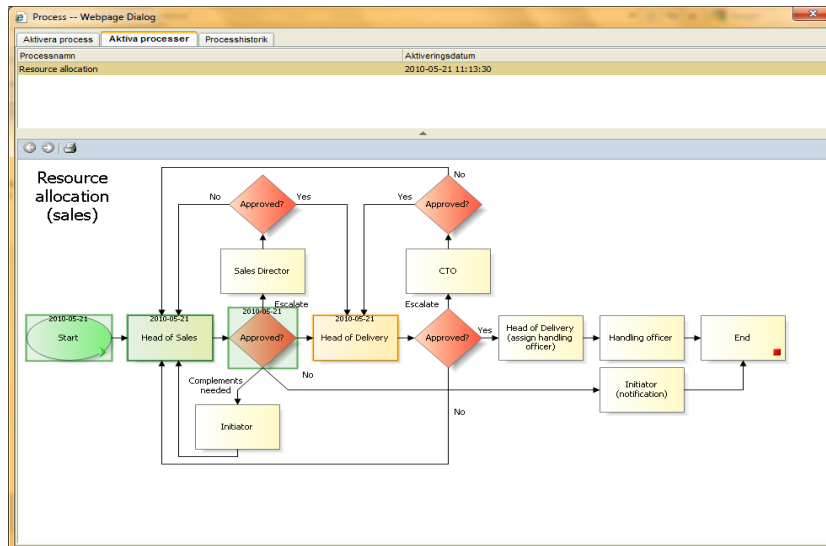 Process -- Webpage Dialog
Aktivera process Aktiva processer Processhistorik
Processnamn Aktiveringsdatum
Resource allocation 2010-05-21 11:13:30
Resource
allocation
(sales)
No
No Approved? Yes
Yes Approved?
Sales Director
CTO
Escalate
Escalate
2010-05-21
Start
2010-05-21
Head of Sales
2010-05-21
Approved?
2010-05-21
Head of Delivery
Approved?
Yes
Head of Delivery
(assign handling
officer)
Handling officer
End
Complements
needed
No
Initiator
(notification)
No
Initiator